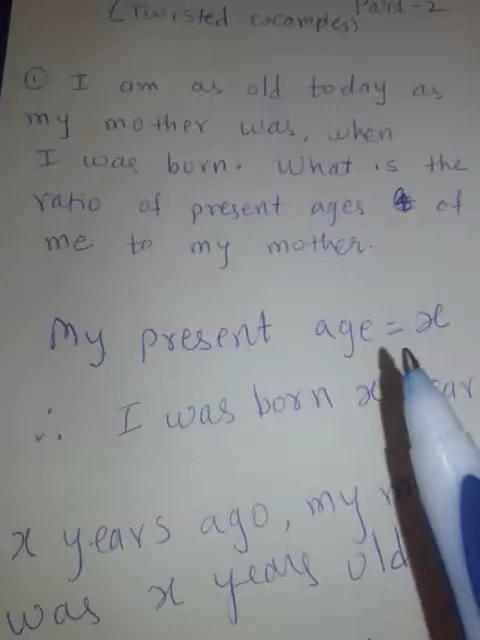 (Twisted examples) Part-2
① I am as old today as
my mother was, when
I was born. What is the
ratio of present ages of
me to my mother.
My present age = x
∴ I was born x
x years ago, my
was x years old